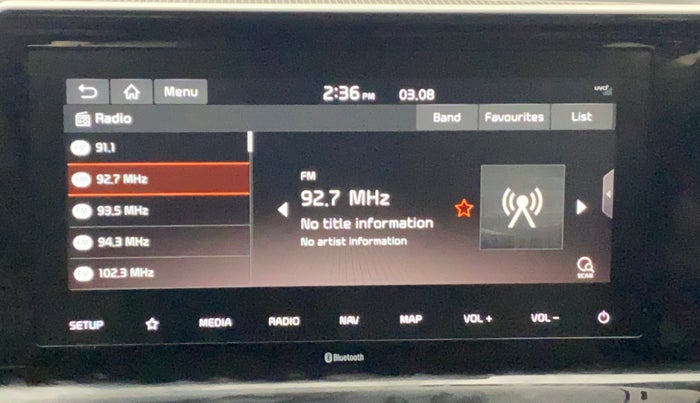 Menu
2:36 PM
03.08
UVO
Radio
Band
Favourites
List
91.1
92.7 MHz
93.5 MHz
94.3 MHz
102.3 MHz
FM
92.7 MHz
No title information
No artist information
SCAN
SETUP
MEDIA
RADIO
NAV
MAP
VOL +
VOL −
Bluetooth